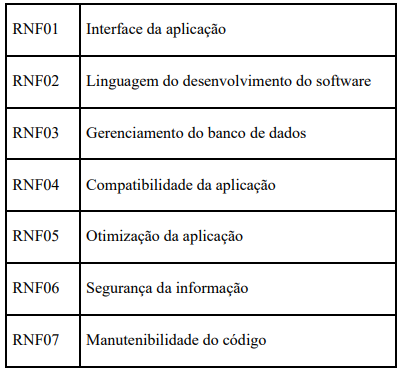 RNF01 Interface da aplicação
RNF02 Linguagem do desenvolvimento do software
RNF03 Gerenciamento do banco de dados
RNF04 Compatibilidade da aplicação
RNF05 Otimização da aplicação
RNF06 Segurança da informação
RNF07 Manutenibilidade do código